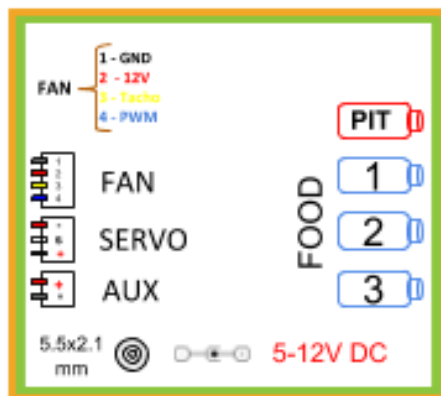 1 - GND
2 - 12V
FAN
3 - Tacho
4 - PWM
PIT
1
2
3
4
FAN
SERVO
AUX
FOOD
1
2
3
5.5x2.1
mm
5-12V DC